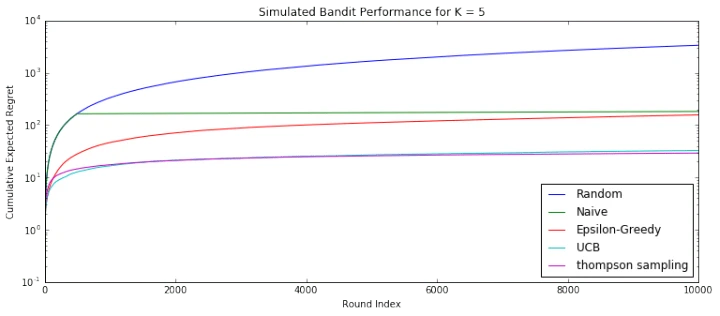 Simulated Bandit Performance for K = 5
10^4
10^3
10^2
10^1
10^0
10^-1
Cumulative Expected Regret
0 2000 4000 6000 8000 10000
Round Index
Random
Naive
Epsilon-Greedy
UCB
thompson sampling